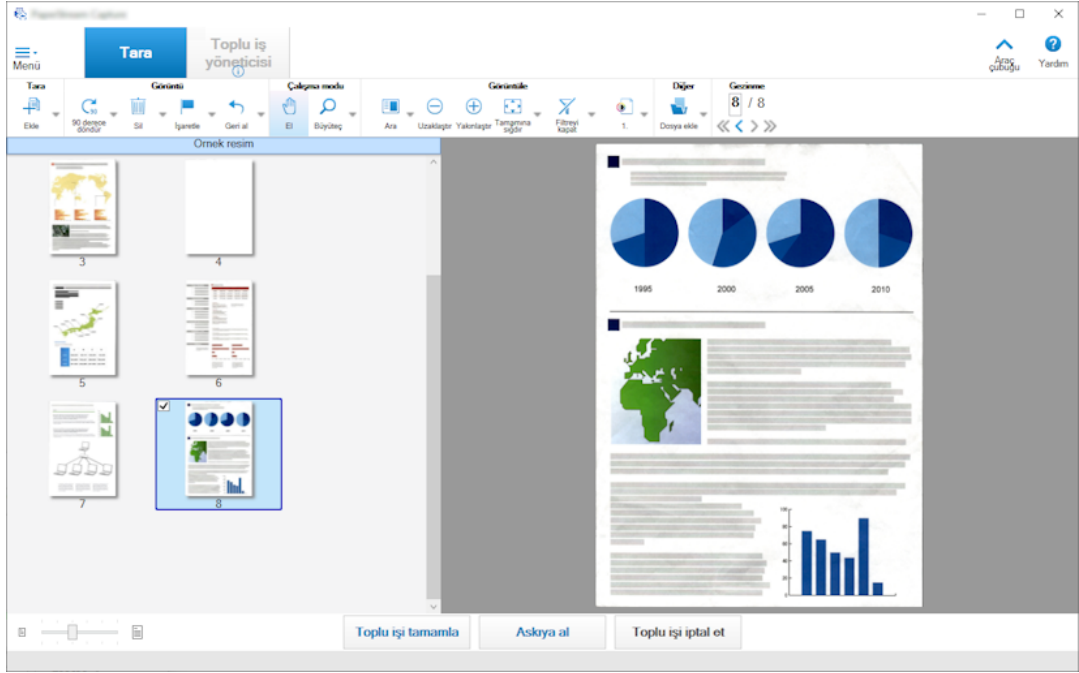 Menü
Tara
Toplu iş yöneticisi
Araç çubuğu
Yardım
Tara
Görüntü
Çalışma modu
Görüntüle
Diğer
Gezinme
Ekle
90 derece döndür
Sil
İşaretle
Geri al
El
Büyüteç
Ara
Uzaklaştır
Yakınlaştır
Tamamına sığdır
Filtreyi kapat
1.
Dosya ekle
8 / 8
Örnek resim
3
4
5
6
7
8
1995
2000
2005
2010
Toplu işi tamamla
Askıya al
Toplu işi iptal et